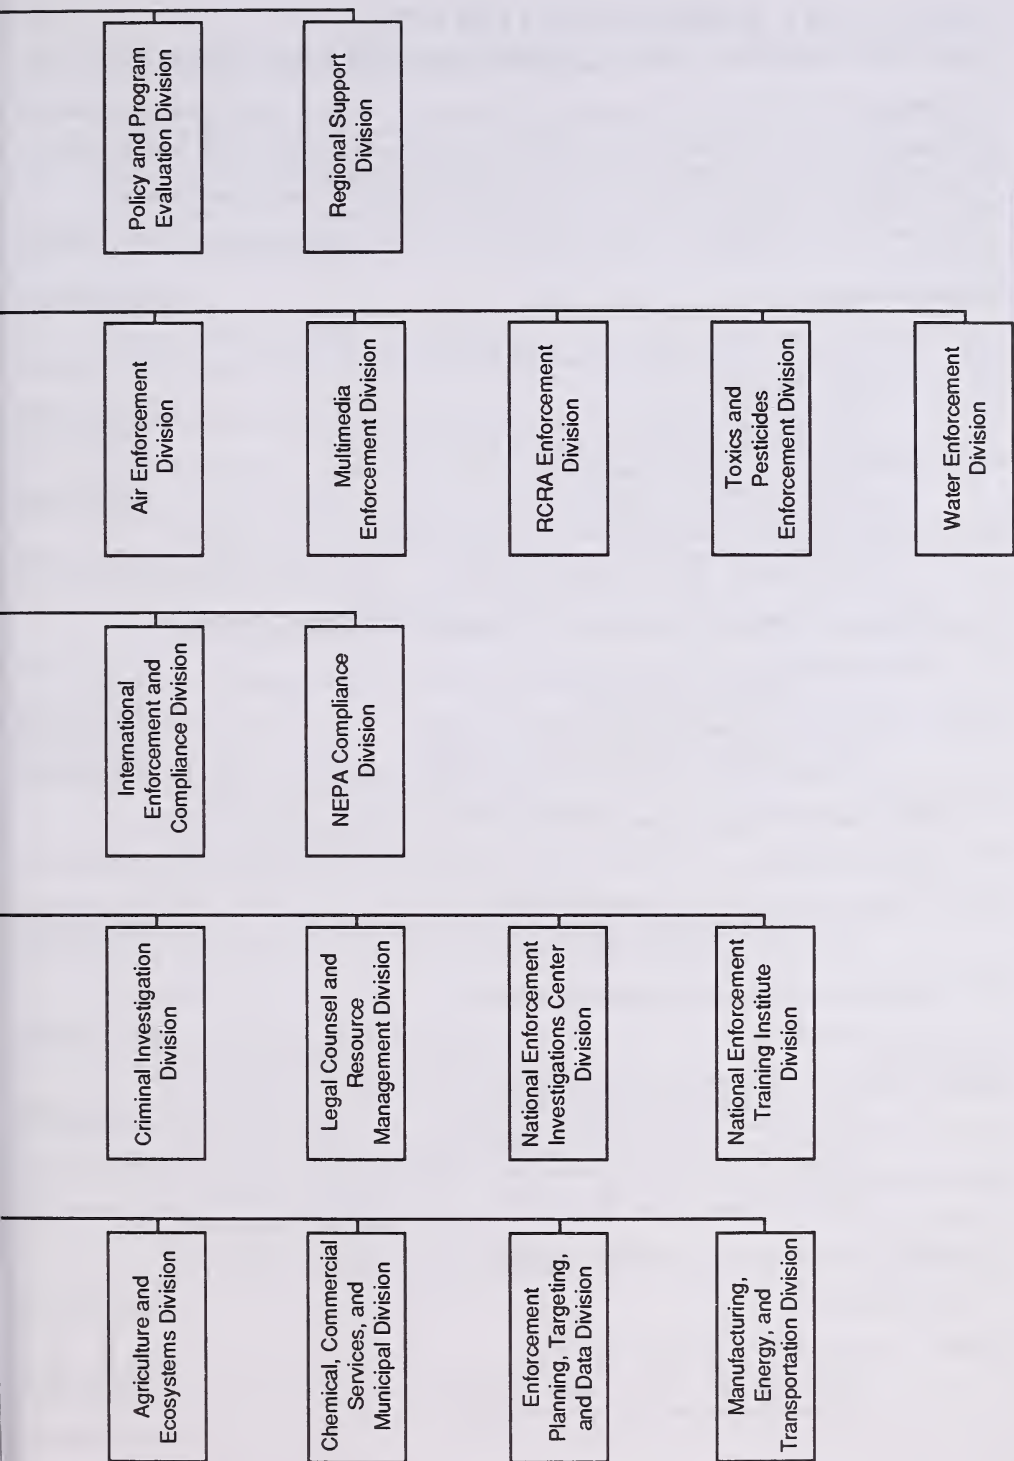 Agriculture and
Ecosystems Division
Chemical, Commercial
Services, and
Municipal Division
Enforcement
Planning, Targeting,
and Data Division
Manufacturing,
Energy, and
Transportation Division
Criminal Investigation
Division
Legal Counsel and
Resource
Management Division
National Enforcement
Investigations Center
Division
National Enforcement
Training Institute
Division
International
Enforcement and
Compliance Division
NEPA Compliance
Division
Air Enforcement
Division
Multimedia
Enforcement Division
RCRA Enforcement
Division
Toxics and
Pesticides
Enforcement Division
Water Enforcement
Division
Policy and Program
Evaluation Division
Regional Support
Division